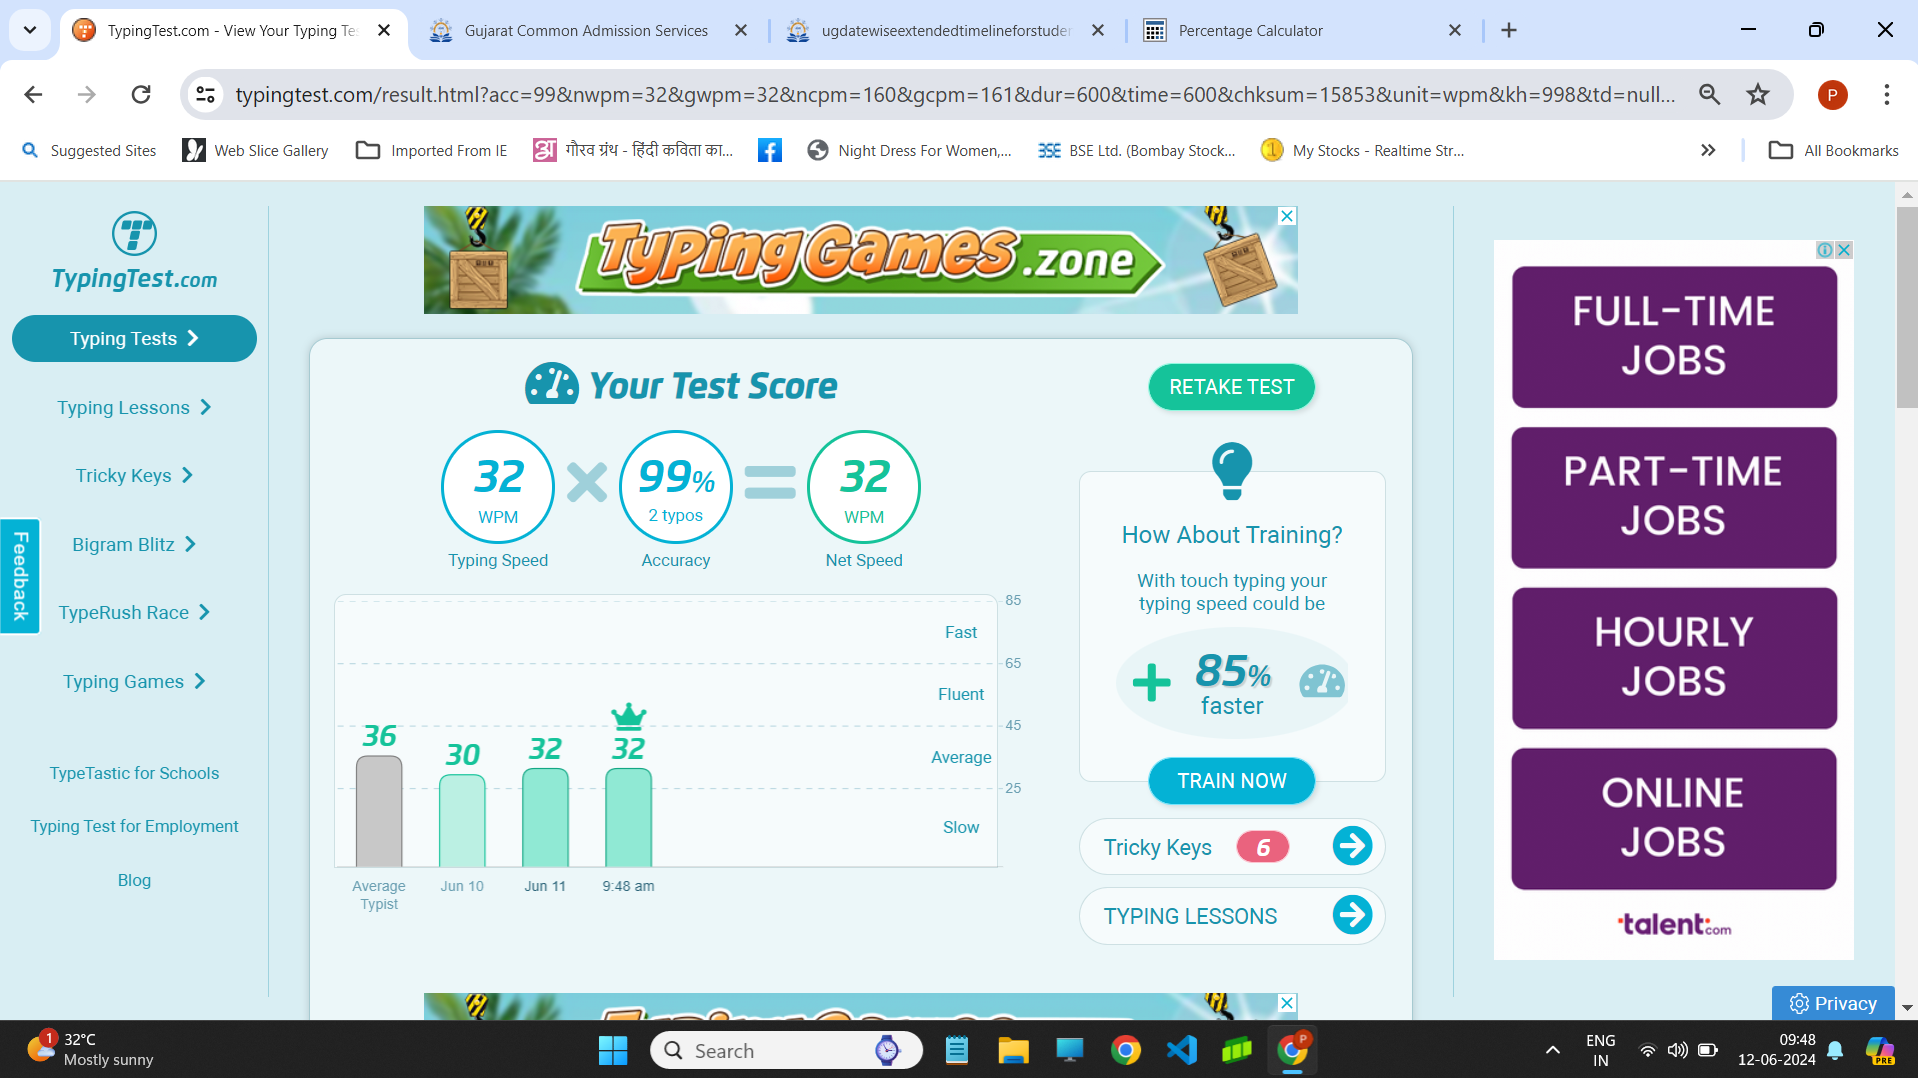 TypingTest.com - View Your Typing Te
Gujarat Common Admission Services
ugdatewiseextendedtimelineforstuder
Percentage Calculator
typingtest.com/result.html?acc=99&nwpm=32&gwpm=32&ncpm=160&gcpm=161&dur=600&time=600&chksum=15853&unit=wpm&kh=998&td=null...
P
Suggested Sites
Web Slice Gallery
Imported From IE
अ
गौरव ग्रंथ - हिंदी कविता का...
Night Dress For Women,...
BSE Ltd. (Bombay Stock...
My Stocks - Realtime Str...
All Bookmarks
TypingTest.com
Typing Tests
Typing Lessons
Tricky Keys
Bigram Blitz
TypeRush Race
Typing Games
TypeTastic for Schools
Typing Test for Employment
Blog
Feedback
TypingGames.zone
Your Test Score
RETAKE TEST
32
WPM
Typing Speed
99%
2 typos
Accuracy
32
WPM
Net Speed
85
Fast
65
Fluent
45
Average
25
Slow
36
30
32
32
Average
Typist
Jun 10
Jun 11
9:48 am
How About Training?
With touch typing your
typing speed could be
85%
faster
TRAIN NOW
Tricky Keys 6
TYPING LESSONS
FULL-TIME
JOBS
PART-TIME
JOBS
HOURLY
JOBS
ONLINE
JOBS
talent.com
Privacy
1
32°C
Mostly sunny
Search
P
ENG
IN
09:48
12-06-2024
PRE